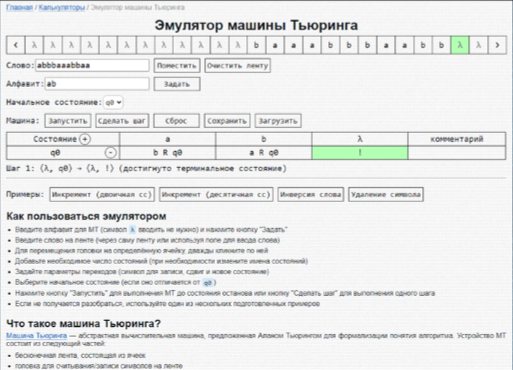 Главная / Калькуляторы / Эмулятор машины Тьюринга
Эмулятор машины Тьюринга
< λ λ λ λ λ λ λ λ λ λ b a a a b b b a a b b λ λ >
Слово: abbbaaabbaa Поместить Очистить ленту
Алфавит: ab Задать
Начальное состояние: q0
Машина: Запустить Сделать шаг Сброс Сохранить Загрузить
Состояние + a b λ комментарий
q0 - b R q0 a R q0 !
Шаг 1: (λ, q0) → (λ, !) (достигнуто терминальное состояние)
Примеры: Инкремент (двоичная сс) Инкремент (десятичная сс) Инверсия слова Удаление символа
Как пользоваться эмулятором
• Введите алфавит для МТ (символ λ вводить не нужно) и нажмите кнопку "Задать"
• Введите слово на ленту (через саму ленту или используя поле для ввода слова)
• Для перемещения головки на определённую ячейку, дважды кликните по ней
• Добавьте необходимое число состояний (при необходимости измените имена состояний)
• Задайте параметры переходов (символ для записи, сдвиг и новое состояние)
• Выберите начальное состояние (если оно отличается от q0)
• Нажмите кнопку "Запустить" для выполнения МТ до состояния останова или кнопку "Сделать шаг" для выполнения одного шага
• Если не получается разобраться, используйте один из нескольких подготовленных примеров
Что такое машина Тьюринга?
Машина Тьюринга — абстрактная вычислительная машина, предложенная Аланом Тьюрингом для формализации понятия алгоритма. Устройство МТ
состоит из следующий частей:
• бесконечная лента, состоящая из ячеек
• головка для считывания/записи символов на ленте